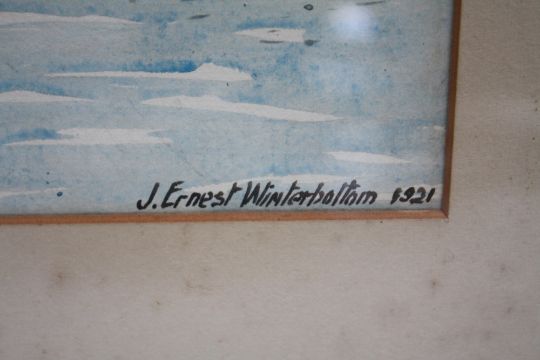 J. Ernest Winterbottom 1921